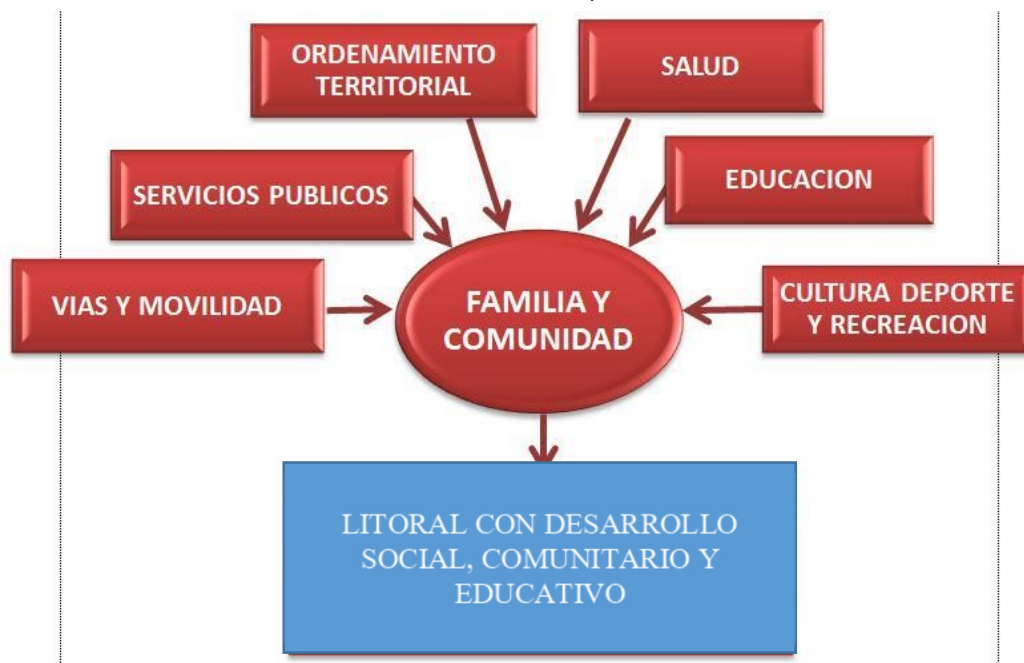 ORDENAMIENTO
TERRITORIAL
SALUD
SERVICIOS PUBLICOS
EDUCACION
VIAS Y MOVILIDAD
FAMILIA Y
COMUNIDAD
CULTURA DEPORTE
Y RECREACION
LITORAL CON DESARROLLO
SOCIAL, COMUNITARIO Y
EDUCATIVO